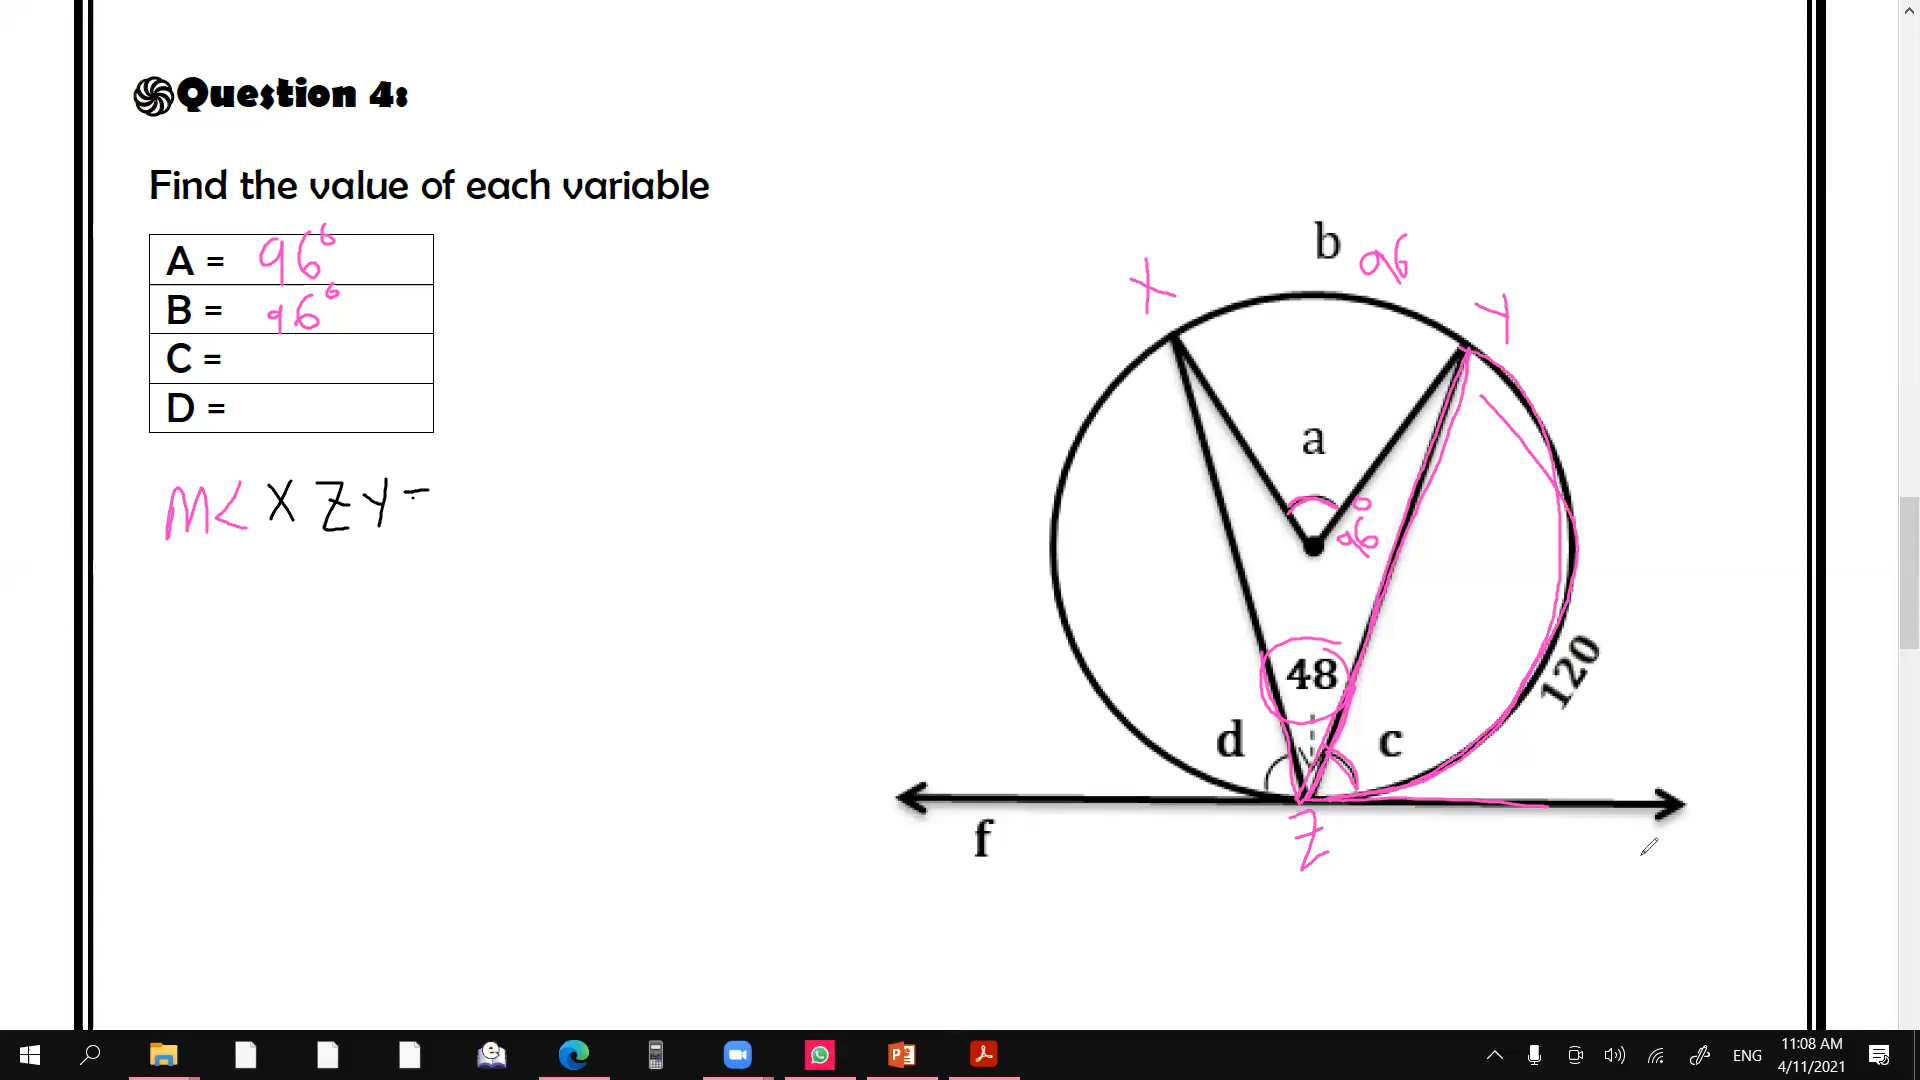 Question 4:
Find the value of each variable
A = 96°
B = 96°
C =
D =
M< XZY=
b 96
X
Y
a
96°
48
120
d
c
f
Z
ENG
11:08 AM
4/11/2021